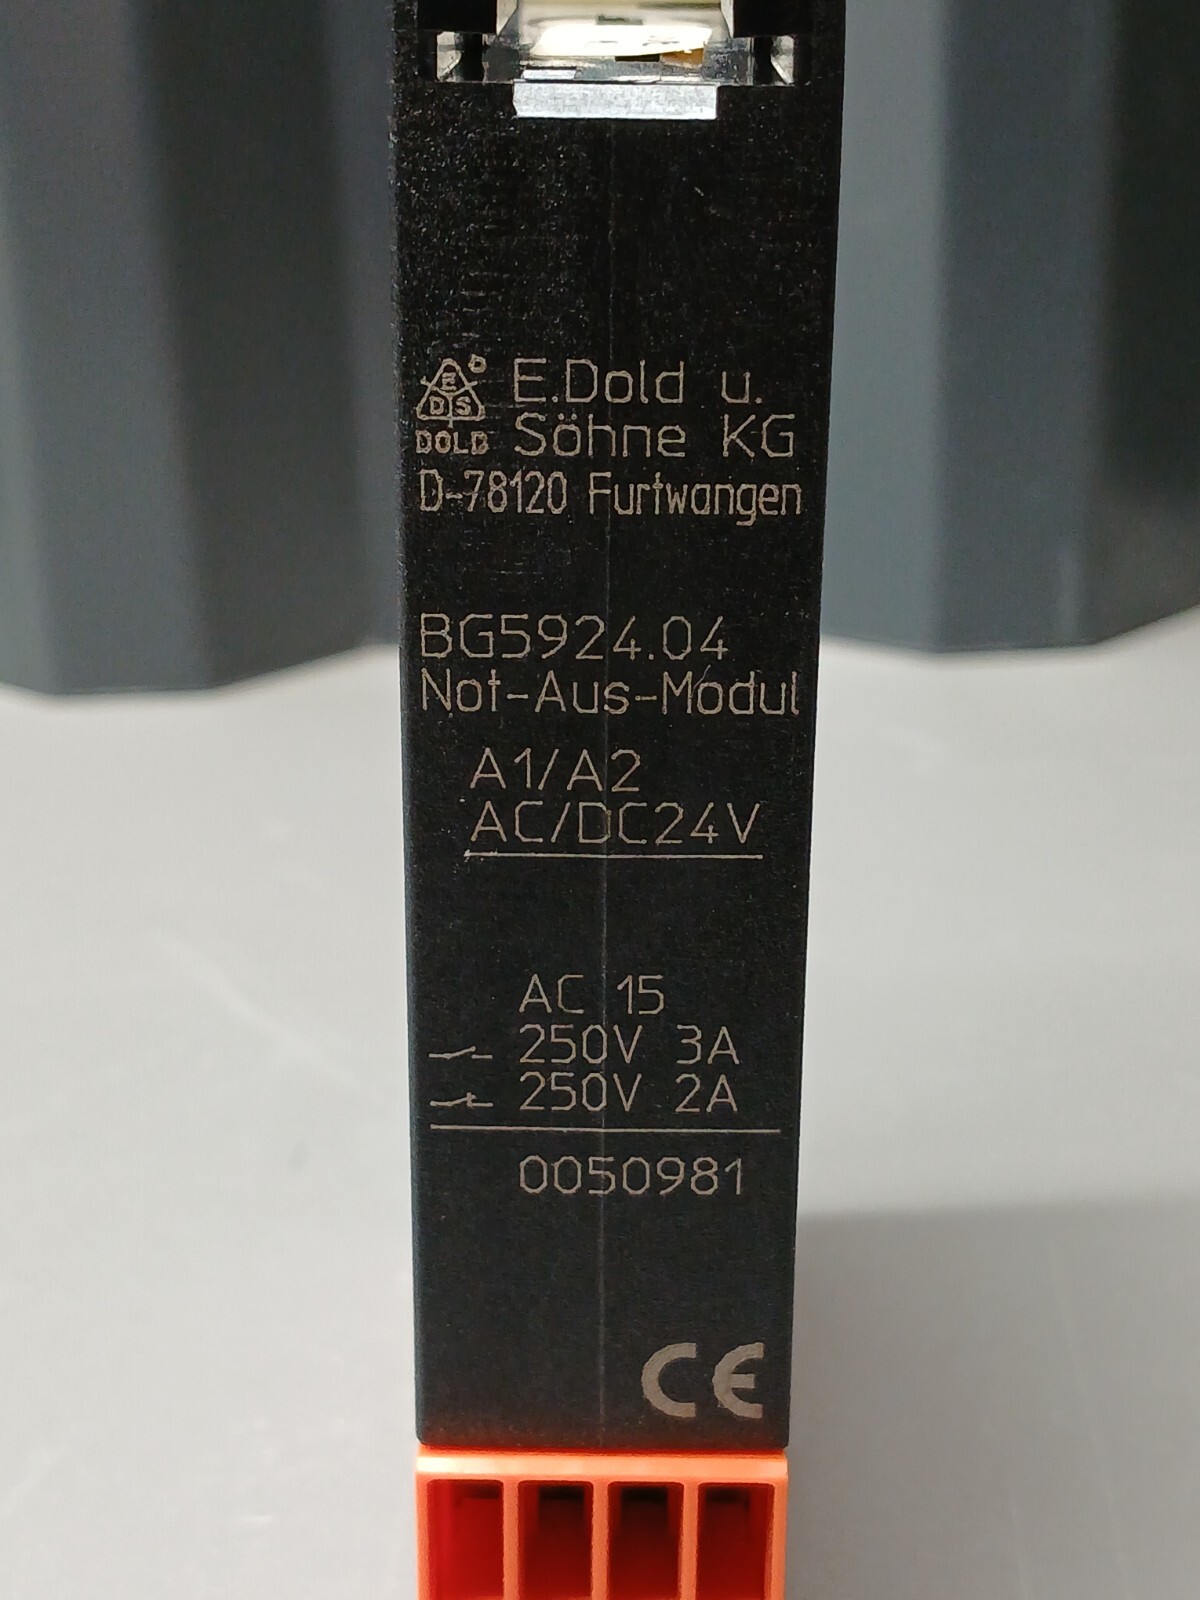 E
D S
DOLD
E.Dold u.
Söhne KG
D-78120 Furtwangen
BG5924.04
Not-Aus-Modul
A1/A2
AC/DC24V
AC 15
250V 3A
250V 2A
0050981
CE